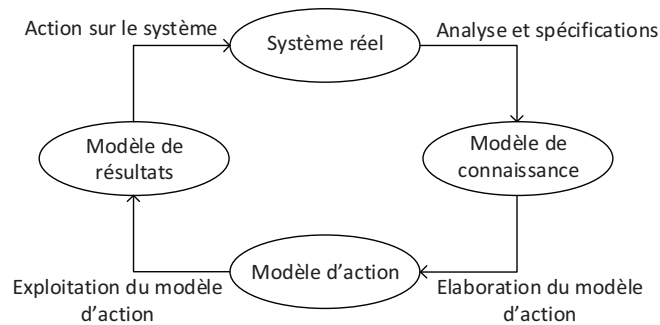 Action sur le système
Système réel
Analyse et spécifications
Modèle de
résultats
Modèle de
connaissance
Modèle d'action
Exploitation du modèle
d'action
Elaboration du modèle
d'action